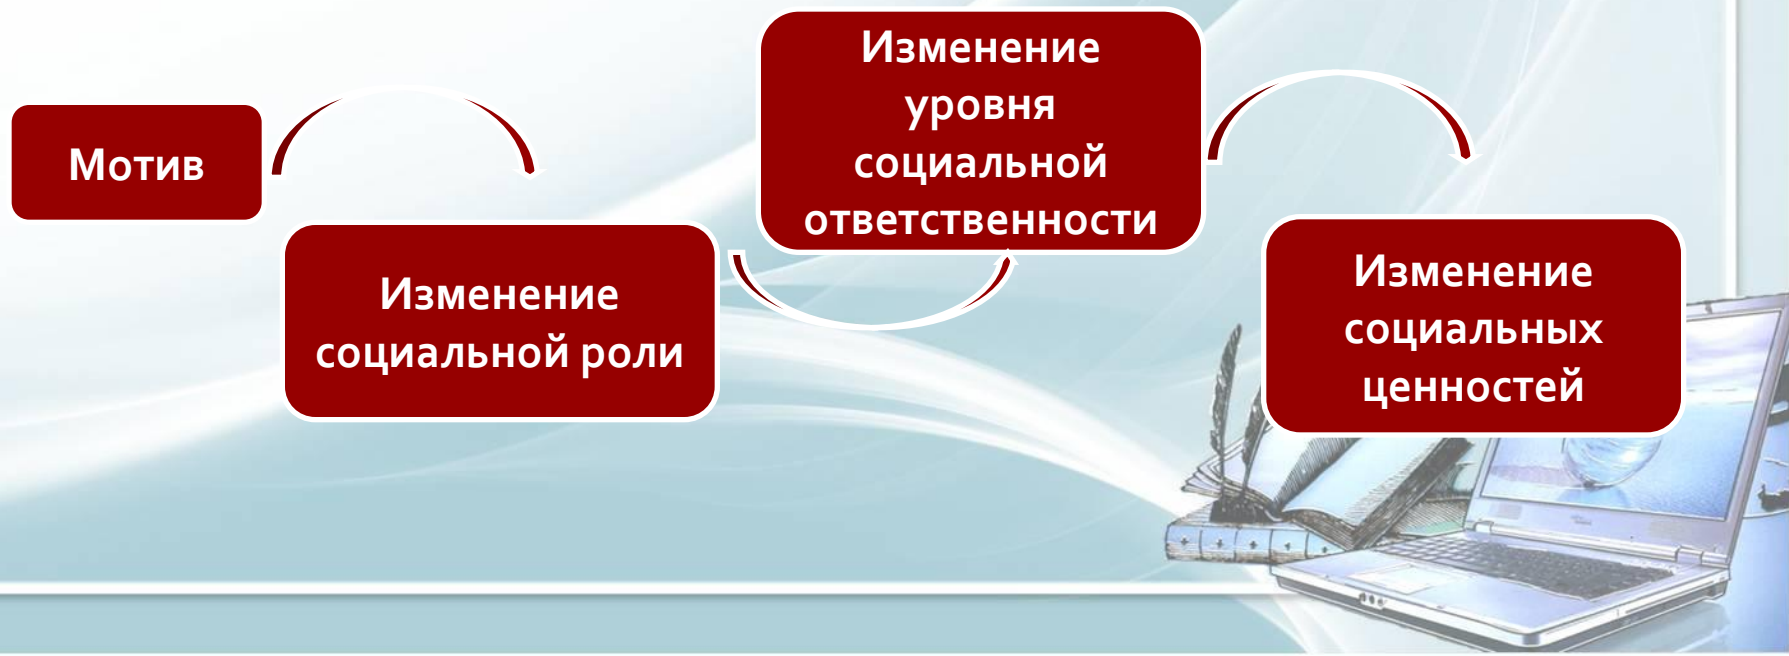 Мотив
Изменение
социальной роли
Изменение
уровня
социальной
ответственности
Изменение
социальных
ценностей